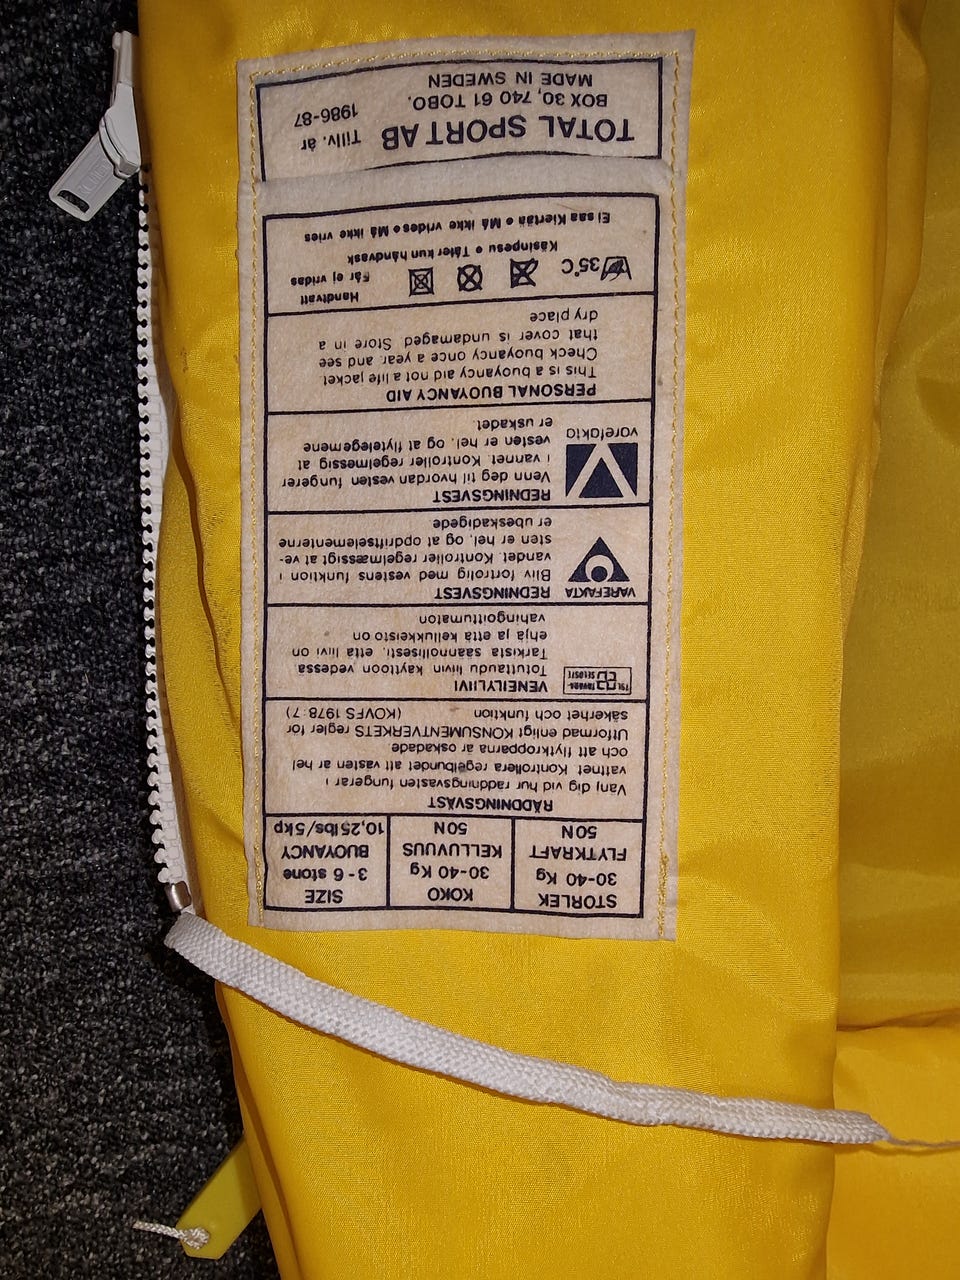 STORLEK
30-40 Kg
FLYTKRAFT
50N
KOKO
30-40 Kg
KELLUVUUS
50N
SIZE
3-6 stone
BUOYANCY
10,25lbs/5kp
RÄDDNINGSVÄST
Vänj dig vid hur räddningsvästen fungerar i
vattnet. Kontrollera regelbundet att västen är hel
och att flytkropparna är oskadade
Utformad enligt KONSUMENTVERKETS regler för
säkerhet och funktion (KOVFS 1978:7)
TAVARA-
SELOSTE
VENEILYLIIVI
Totuttaudu liivin käyttöön vedessä
Tarkista säännöllisesti, että liivi on
ehjä ja että kellukkeisto on
vahingoittumaton
VAREFAKTA
REDNINGSVEST
Bliv fortrolig med vestens funktion i
vandet. Kontroller regelmæssigt at ve-
sten er hel, og at opdriftselementerne
er ubeskadigede
varefakta
REDNINGSVEST
Venn deg til hvordan vesten fungerer
i vannet. Kontroller regelmessig at
vesten er hel, og at flytelegemene
er uskadet.
PERSONAL BUOYANCY AID
This is a buoyancy aid not a life jacket
Check buoyancy once a year and see
that cover is undamaged. Store in a
dry place
35°C
Handtvätt
Får ej vridas
Käsinpesu • Tåler kun håndvask
Ei saa Kiertää • Må ikke vrides • Må ikke vries
TOTAL SPORT AB
Tillv. år
BOX 30, 740 61 TOBO.
1986-87
MADE IN SWEDEN